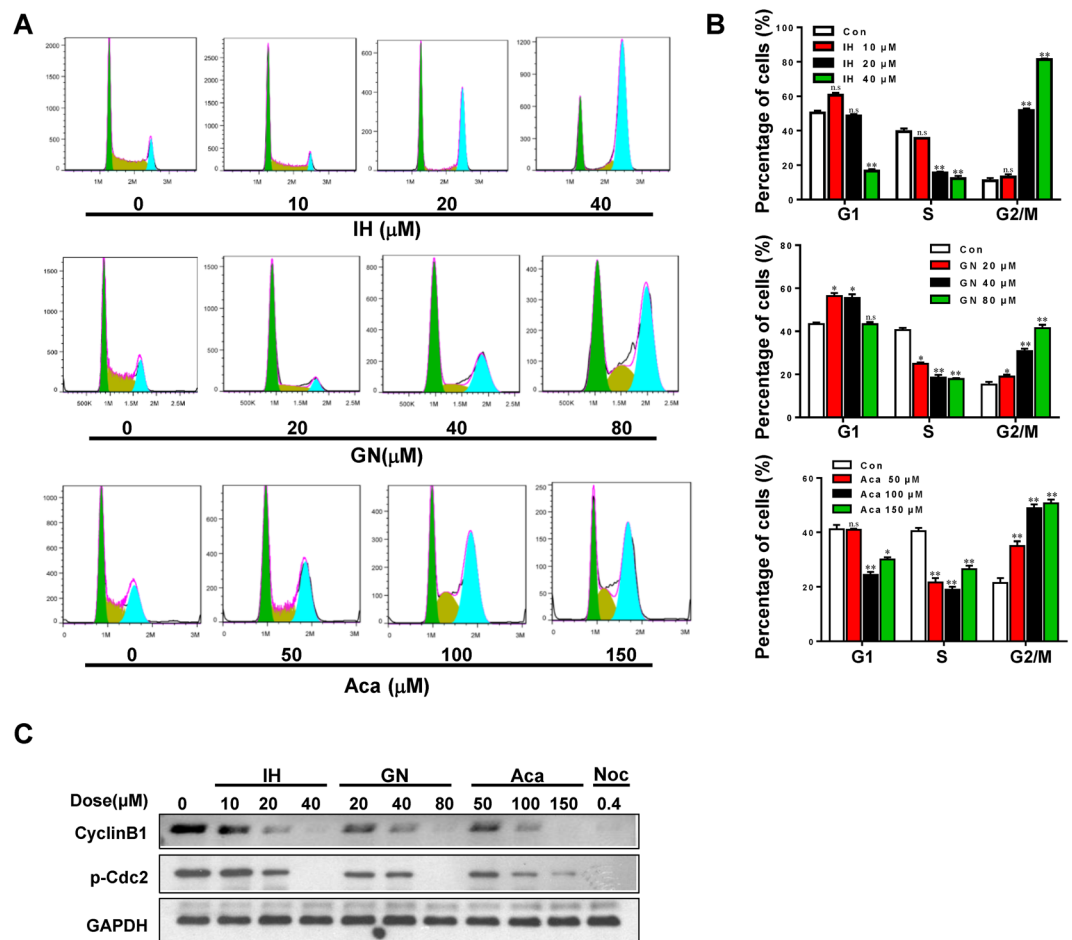 A
2000
1500
1000
500
0
1M 2M 3M
2500
2000
1500
1000
500
0
1M 2M 3M
600
400
200
0
1M 2M 3M
1200
900
600
300
0
1M 2M 3M
0 10 20 40
IH (μM)
1500
1000
500
0
500K 1M 1.5M 2M 2.5M
1500
1000
500
0
500K 1M 1.5M 2M 2.5M
800
600
400
200
0
500K 1M 1.5M 2M 2.5M
400
300
200
100
0
1M 1.5M 2M 2.5M
0 20 40 80
GN(μM)
1000
800
600
400
200
0
0 1M 2M 3M
600
400
200
0
0 1M 2M 3M
800
600
400
200
0
0 1M 2M 3M
250
200
150
100
50
0
0 1M 2M 3M
0 50 100 150
Aca (μM)
B
Percentage of cells (%)
100
80
60
40
20
0
Con
IH 10 μM
IH 20 μM
IH 40 μM
n.s n.s ** n.s ** ** n.s ** **
G1 S G2/M
Percentage of cells (%)
80
60
40
20
0
Con
GN 20 μM
GN 40 μM
GN 80 μM
* * n.s * ** ** * ** **
G1 S G2/M
Percentage of cells (%)
60
40
20
0
Con
Aca 50 μM
Aca 100 μM
Aca 150 μM
n.s ** * ** ** ** ** ** **
G1 S G2/M
C
IH GN Aca Noc
Dose(μM) 0 10 20 40 20 40 80 50 100 150 0.4
CyclinB1
p-Cdc2
GAPDH